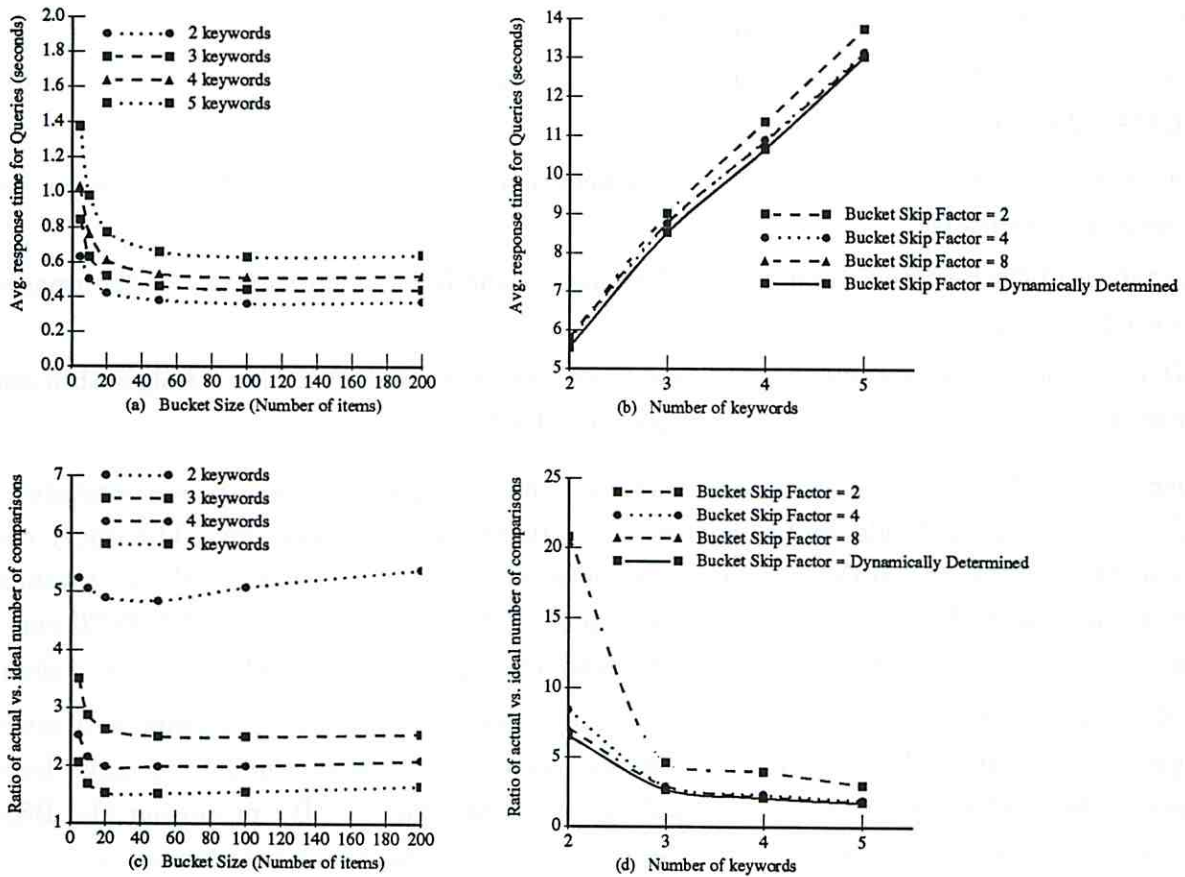 Avg. response time for Queries (seconds)
2.0
1.8
1.6
1.4
1.2
1.0
0.8
0.6
0.4
0.2
0.0
2 keywords
3 keywords
4 keywords
5 keywords
0 20 40 60 80 100 120 140 160 180 200
(a) Bucket Size (Number of items)
Avg. response time for Queries (seconds)
14
13
12
11
10
9
8
7
6
5
Bucket Skip Factor = 2
Bucket Skip Factor = 4
Bucket Skip Factor = 8
Bucket Skip Factor = Dynamically Determined
2 3 4 5
(b) Number of keywords
Ratio of actual vs. ideal number of comparisons
7
6
5
4
3
2
1
2 keywords
3 keywords
4 keywords
5 keywords
0 20 40 60 80 100 120 140 160 180 200
(c) Bucket Size (Number of items)
Ratio of actual vs. ideal number of comparisons
25
20
15
10
5
0
Bucket Skip Factor = 2
Bucket Skip Factor = 4
Bucket Skip Factor = 8
Bucket Skip Factor = Dynamically Determined
2 3 4 5
(d) Number of keywords